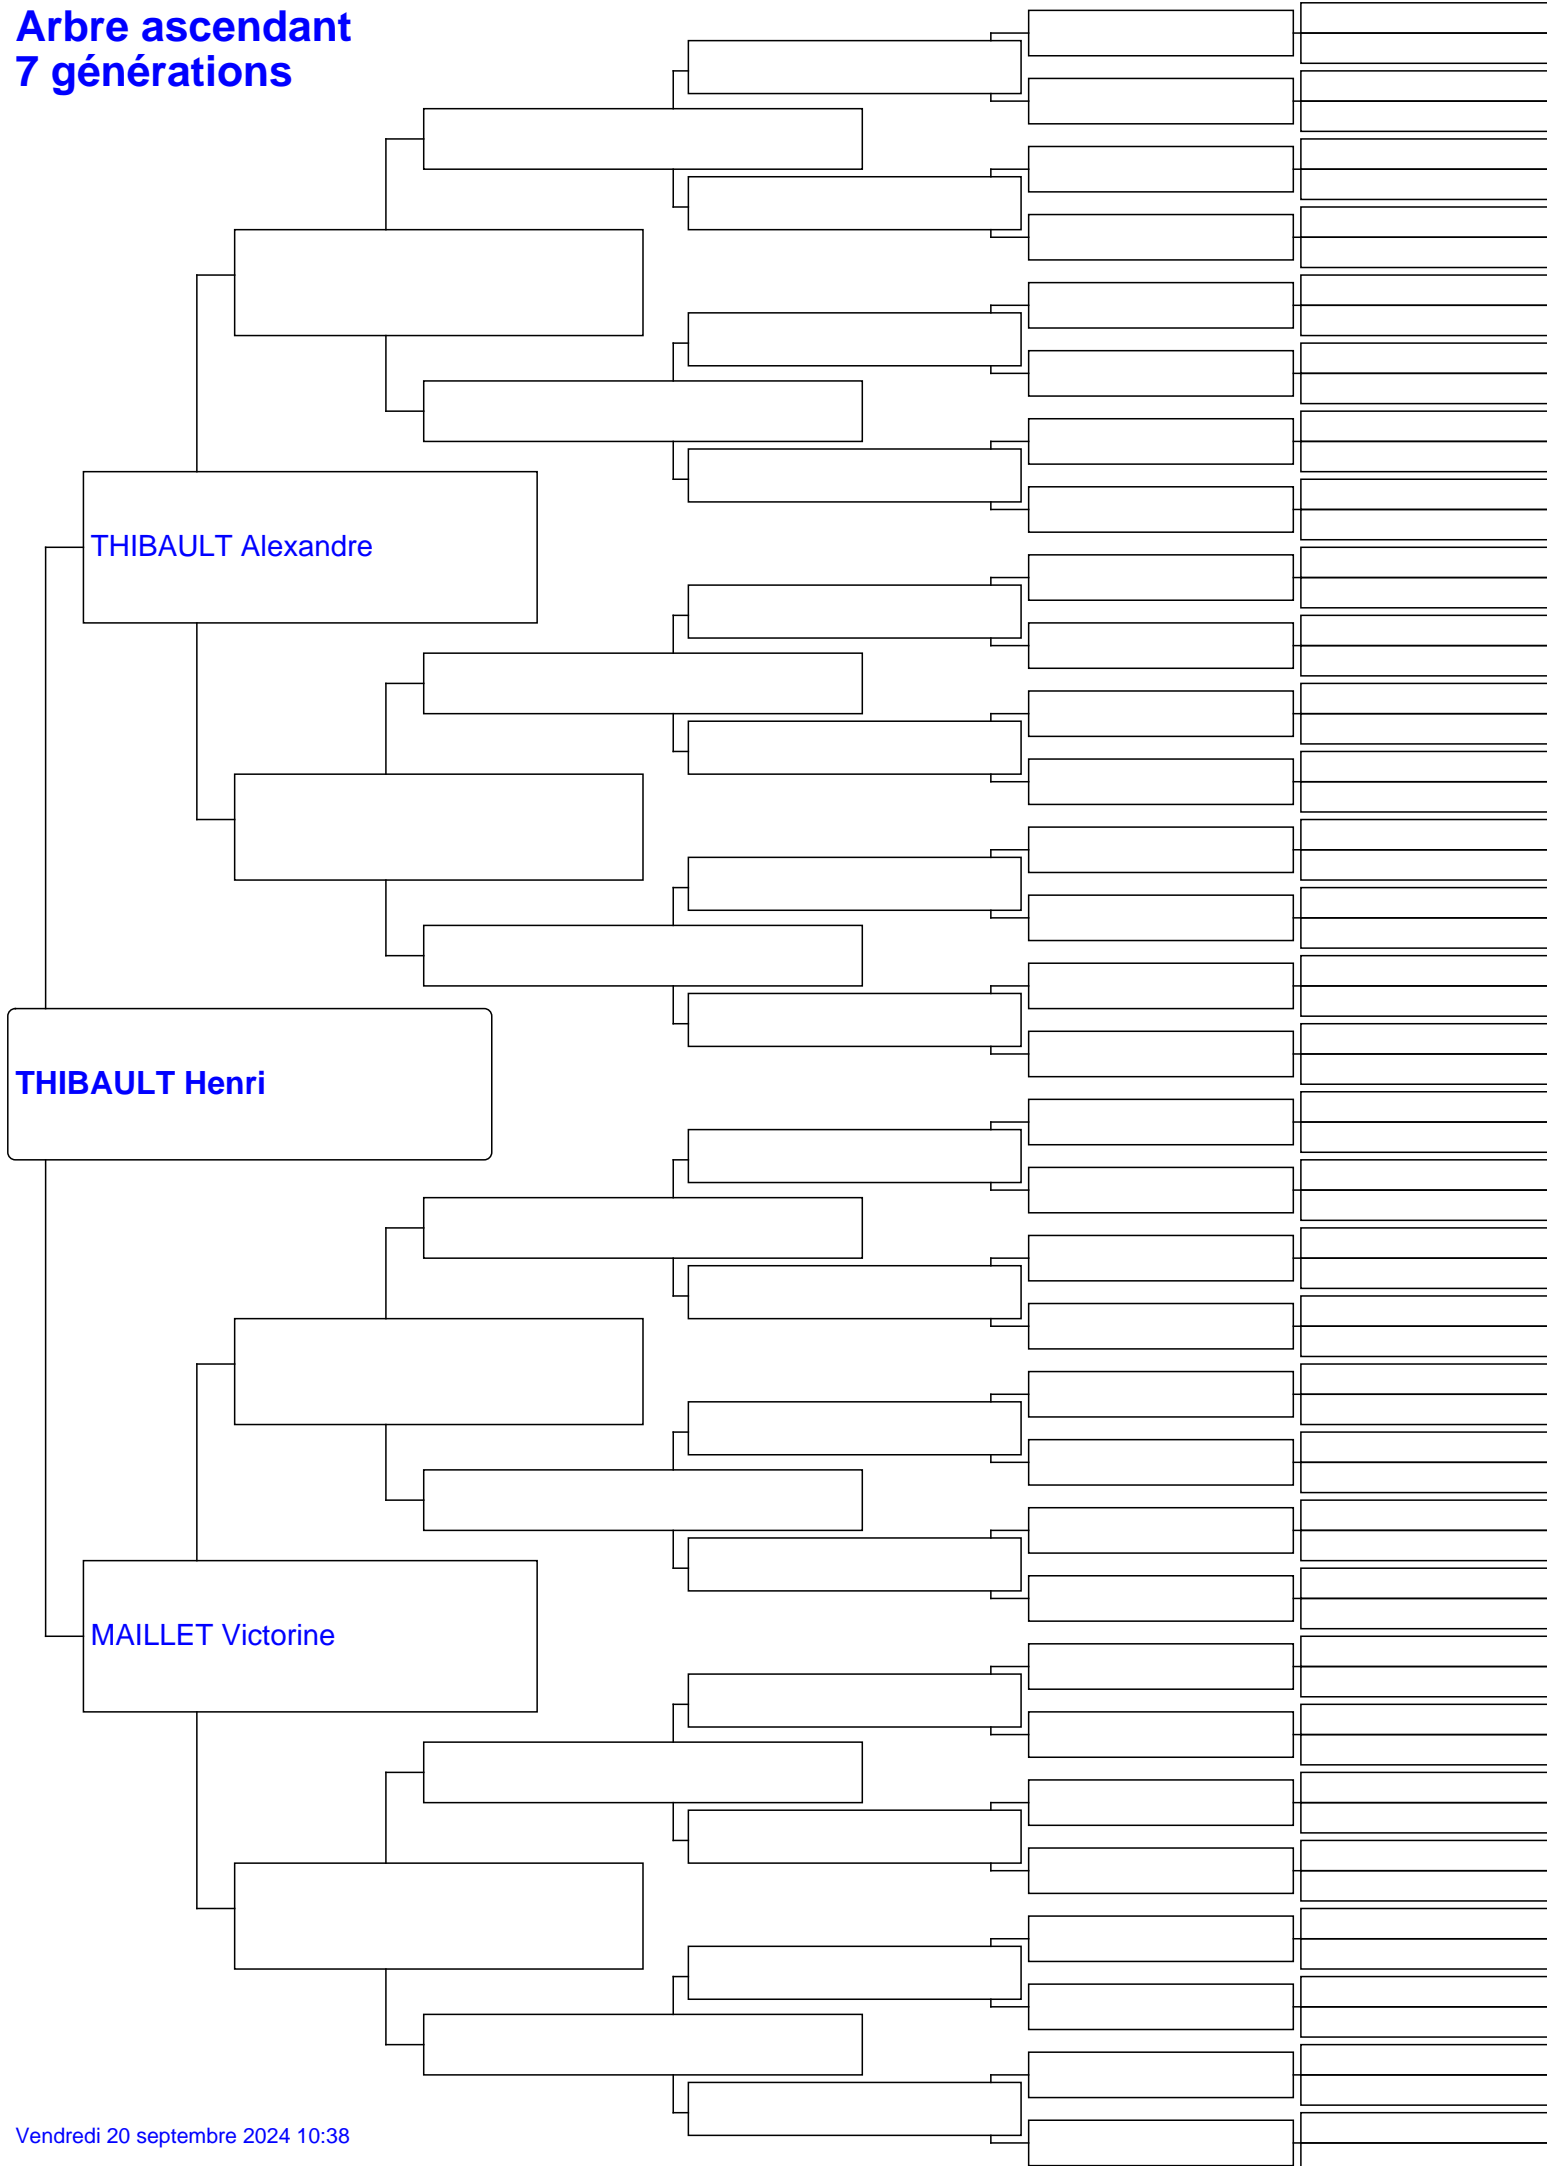 Arbre ascendant
7 générations
THIBAULT Alexandre
THIBAULT Henri
MAILLET Victorine
Vendredi 20 septembre 2024 10:38